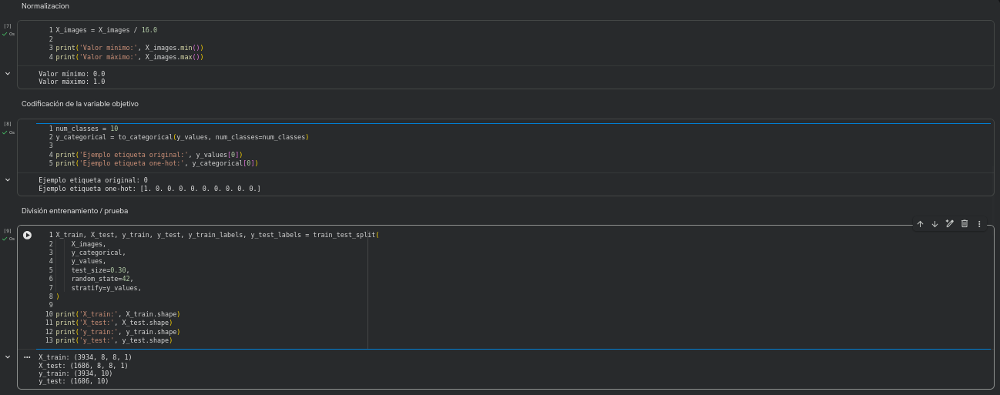 Normalizacion
[7]
1 X_images = X_images / 16.0
0s
2
3 print('Valor mínimo:', X_images.min())
4 print('Valor máximo:', X_images.max())
Valor mínimo: 0.0
Valor máximo: 1.0
Codificación de la variable objetivo
[8]
1 num_classes = 10
0s
2 y_categorical = to_categorical(y_values, num_classes=num_classes)
3
4 print('Ejemplo etiqueta original:', y_values[0])
5 print('Ejemplo etiqueta one-hot:', y_categorical[0])
Ejemplo etiqueta original: 0
Ejemplo etiqueta one-hot: [1. 0. 0. 0. 0. 0. 0. 0. 0. 0.]
División entrenamiento / prueba
[9]
1 X_train, X_test, y_train, y_test, y_train_labels, y_test_labels = train_test_split(
0s
2 X_images,
3 y_categorical,
4 y_values,
5 test_size=0.30,
6 random_state=42,
7 stratify=y_values,
8 )
9
10 print('X_train:', X_train.shape)
11 print('X_test:', X_test.shape)
12 print('y_train:', y_train.shape)
13 print('y_test:', y_test.shape)
X_train: (3934, 8, 8, 1)
X_test: (1686, 8, 8, 1)
y_train: (3934, 10)
y_test: (1686, 10)